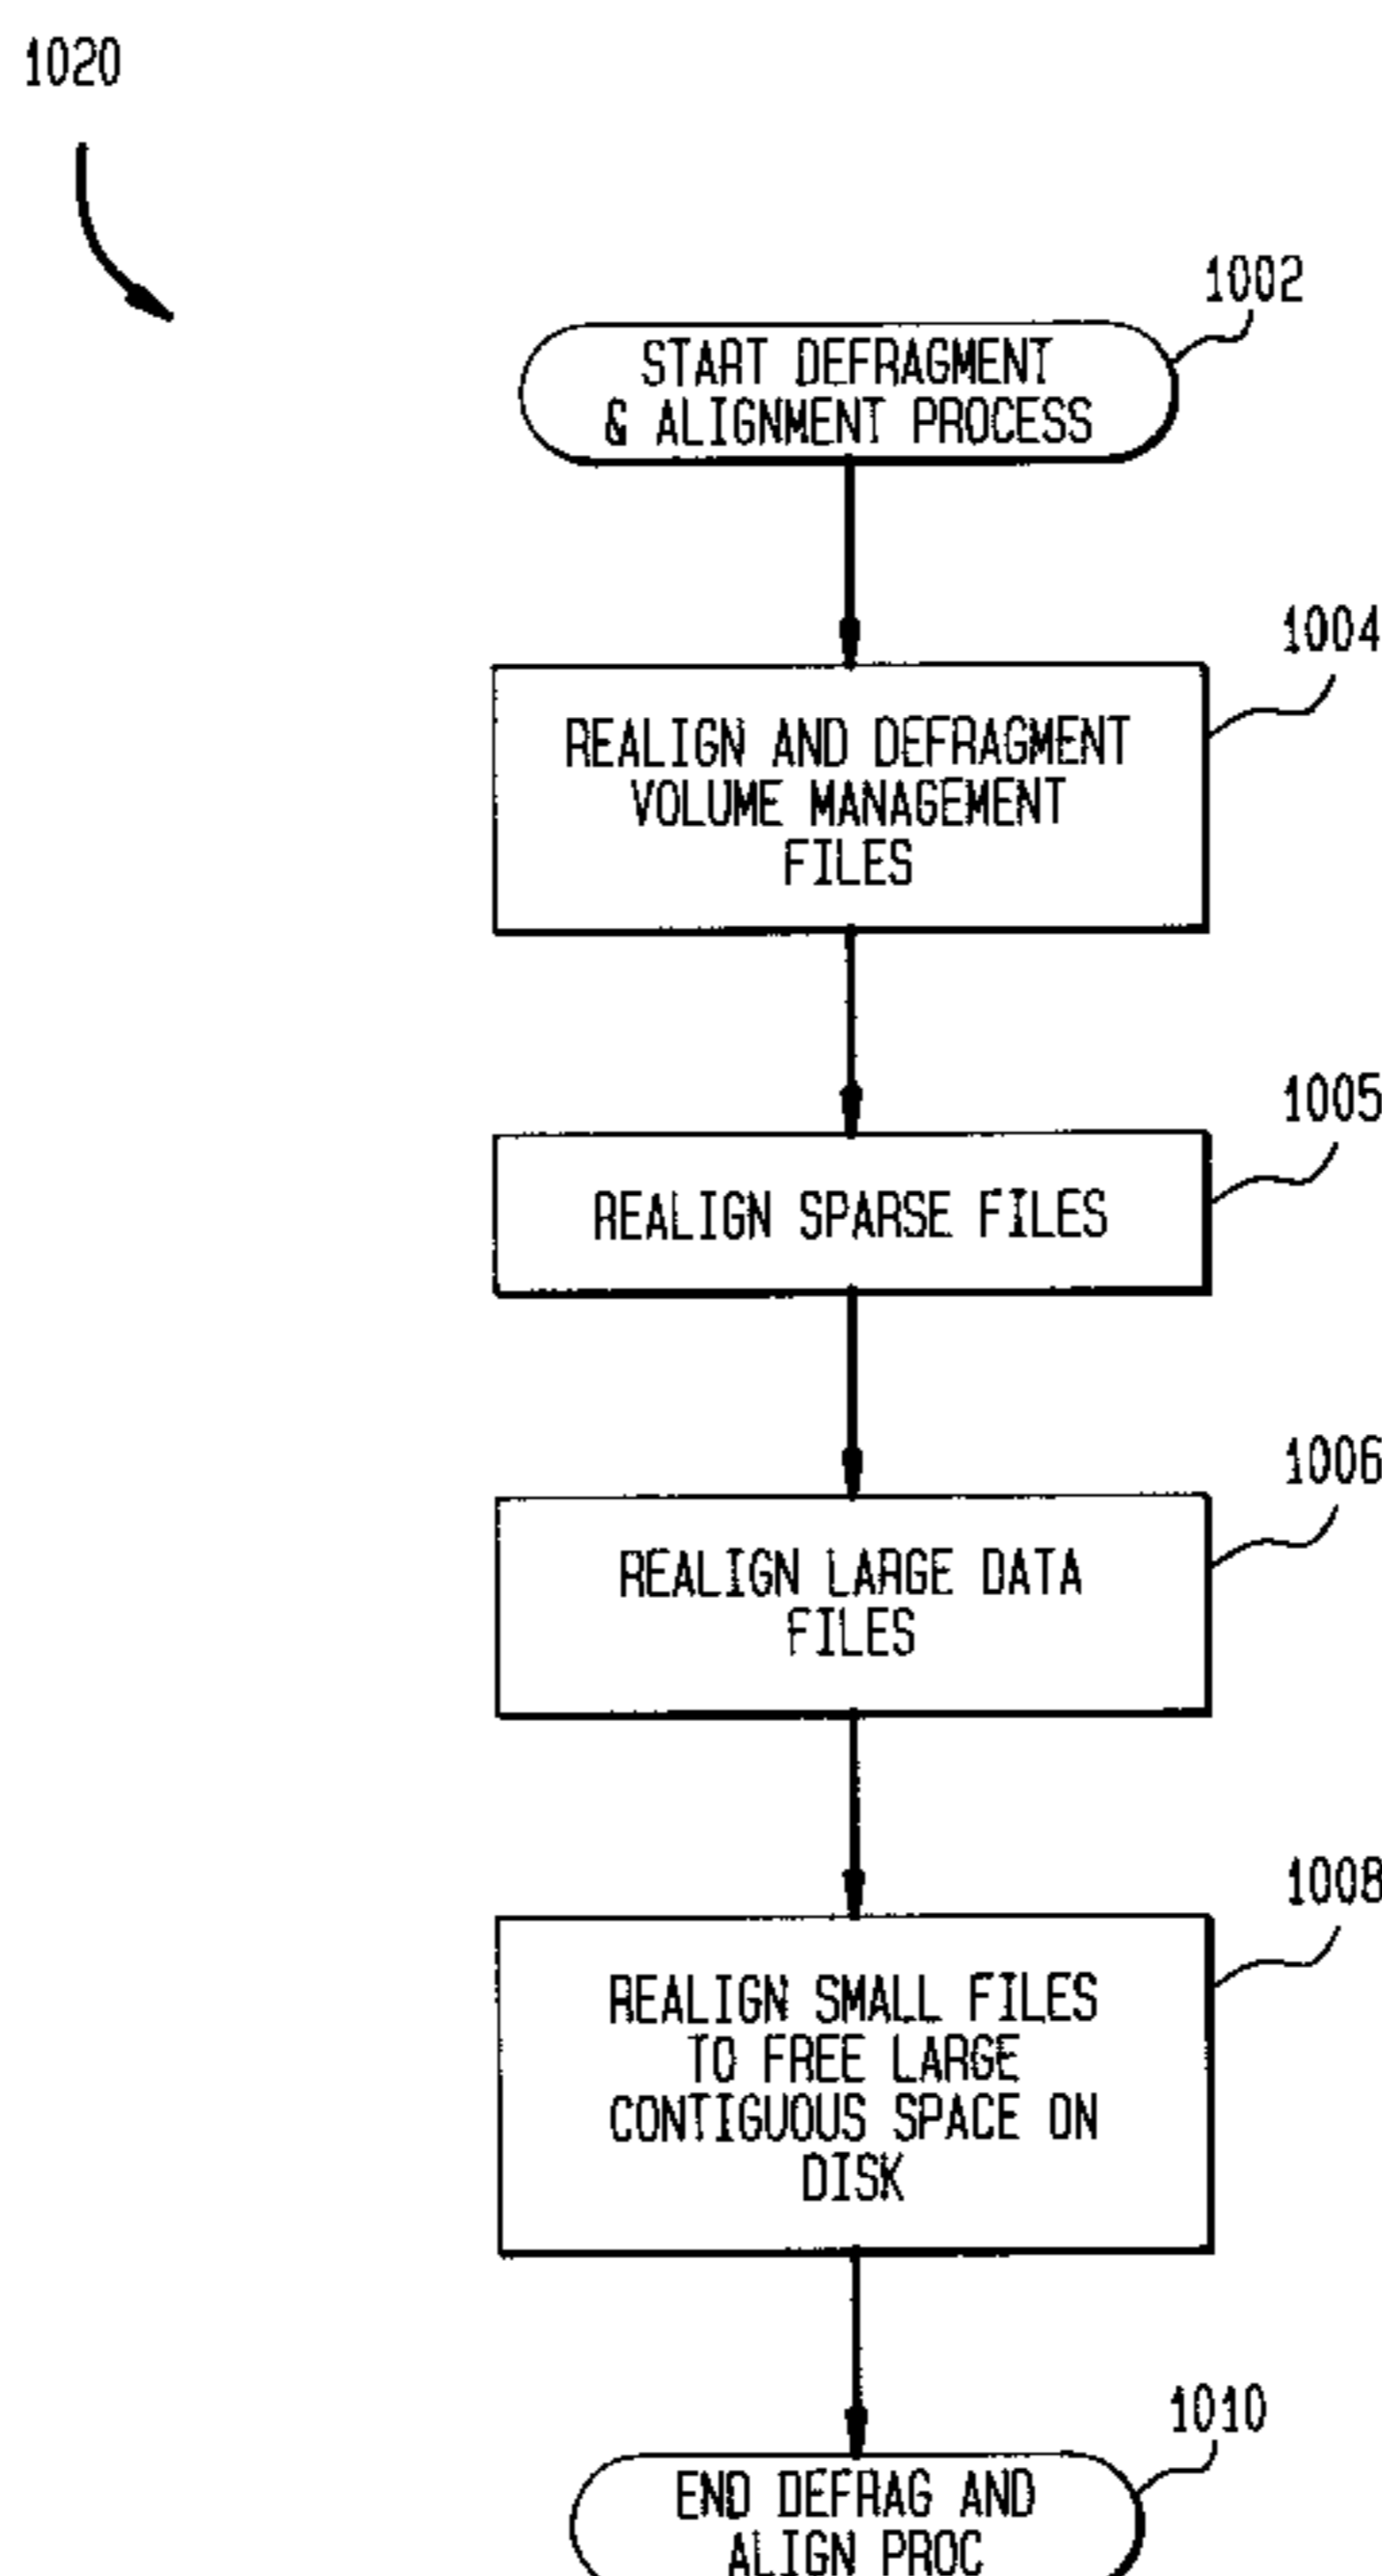 1020
1002
START DEFRAGMENT
& ALIGNMENT PROCESS
1004
REALIGN AND DEFRAGMENT
VOLUME MANAGEMENT
FILES
1005
REALIGN SPARSE FILES
1006
REALIGN LARGE DATA
FILES
1008
REALIGN SMALL FILES
TO FREE LARGE
CONTIGUOUS SPACE ON
DISK
1010
END DEFRAG AND
ALIGN PROC